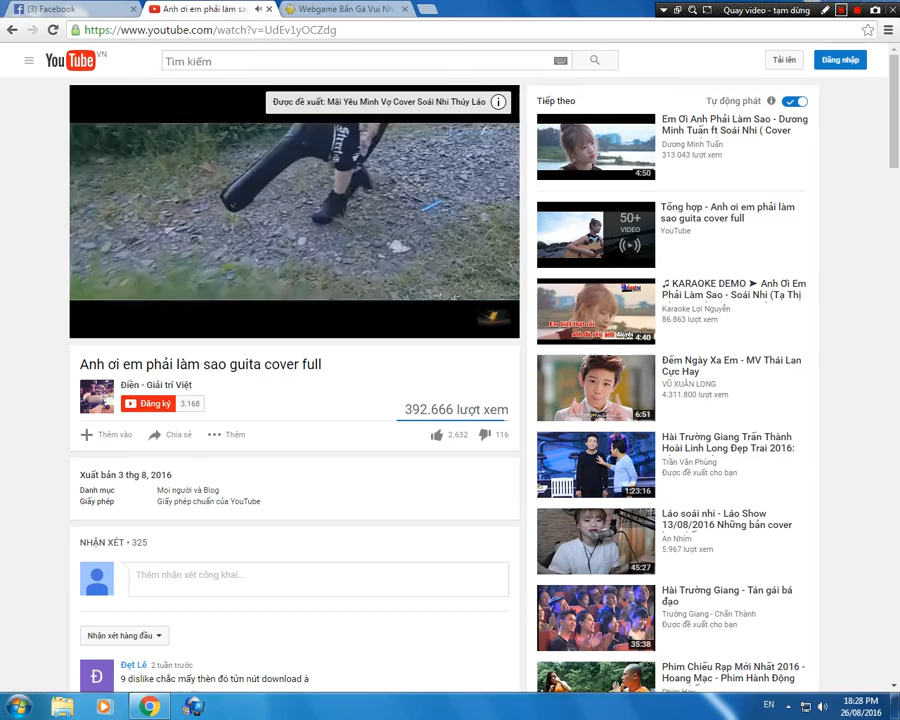 (3) Facebook
Anh ơi em phải làm sao
Webgame Bắn Gà Vui Nh
Quay video - tạm dừng
https://www.youtube.com/watch?v=UdEv1yOCZdg
YouTube VN
Tìm kiếm
Tải lên
Đăng nhập
Được đề xuất: Mãi Yêu Mình Vợ Cover Soái Nhi Thúy Láo
Anh ơi em phải làm sao guita cover full
Điền - Giải trí Việt
Đăng ký 3.168
392.666 lượt xem
Thêm vào Chia sẻ Thêm
2.632 116
Xuất bản 3 thg 8, 2016
Danh mục Mọi người và Blog
Giấy phép Giấy phép chuẩn của YouTube
NHẬN XÉT • 325
Thêm nhận xét công khai...
Nhận xét hàng đầu
Đ
Đẹt Lê 2 tuần trước
9 dislike chắc mấy thèn đó tứn nút download à
Tiếp theo
Tự động phát
4:50
Em Ơi Anh Phải Làm Sao - Dương
Minh Tuấn ft Soái Nhi ( Cover
Dương Minh Tuấn
313.043 lượt xem
50+
VIDEO
Tổng hợp - Anh ơi em phải làm
sao guita cover full
YouTube
4:40
♫ KARAOKE DEMO ➤ Anh Ơi Em
Phải Làm Sao - Soái Nhi (Tạ Thị
Karaoke Lợi Nguyễn
86.863 lượt xem
6:51
Đếm Ngày Xa Em - MV Thái Lan
Cực Hay
VŨ XUÂN LONG
4.311.800 lượt xem
1:23:16
Hài Trường Giang Trấn Thành
Hoài Linh Long Đẹp Trai 2016:
Trần Văn Phùng
Được đề xuất cho bạn
45:27
Láo soái nhi - Láo Show
13/08/2016 Những bản cover
An Nhím
5.967 lượt xem
35:38
Hài Trường Giang - Tán gái bá
đạo
Trường Giang - Chấn Thành
Được đề xuất cho bạn
Phim Chiếu Rạp Mới Nhất 2016 -
Hoang Mạc - Phim Hành Động
EN
18:28 PM
26/08/2016